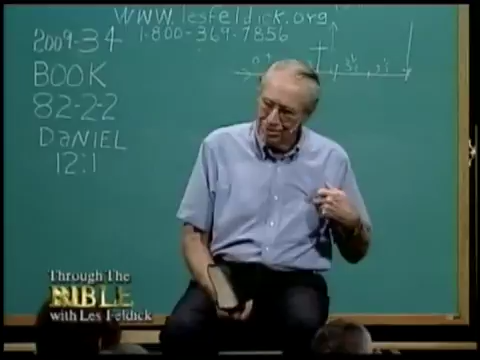 www.lesfeldick.org
1-800-369-7856
2009-34
BOOK
82-2-2
DANiEL
12:1
Through The
BIBLE
with Les Feldick